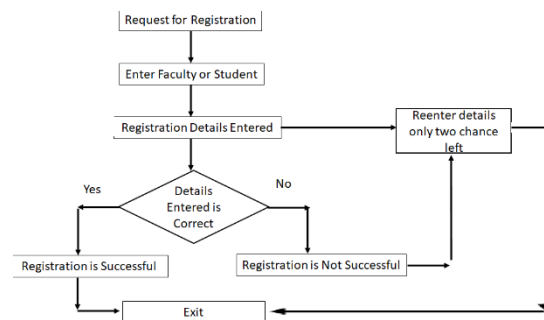 Request for Registration
Enter Faculty or Student
Registration Details Entered
Reenter details
only two chance
left
Yes
Details
Entered is
Correct
No
Registration is Successful
Registration is Not Successful
Exit